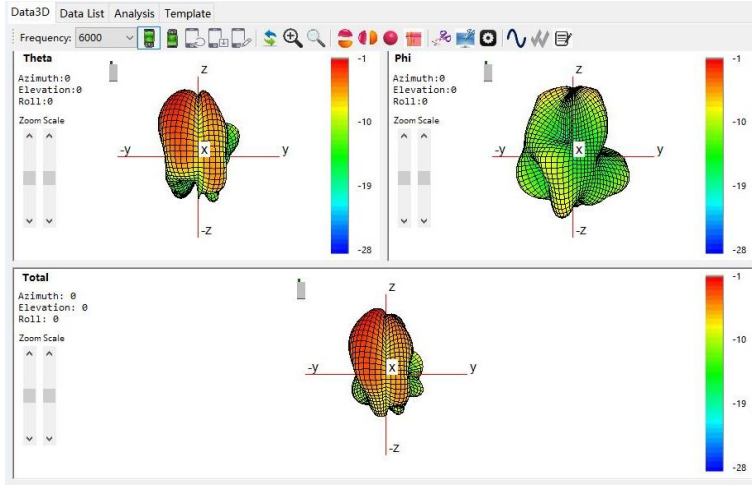 Data3D Data List Analysis Template
Frequency: 6000
Theta
Azimuth:0
Elevation:0
Roll:0
Zoom Scale
z
-y x y
-z
-1
-10
-19
-28
Phi
Azimuth:0
Elevation:0
Roll:0
Zoom Scale
z
-y x y
-z
-1
-10
-19
-28
Total
Azimuth: 0
Elevation: 0
Roll: 0
Zoom Scale
z
-y x y
-z
-1
-10
-19
-28